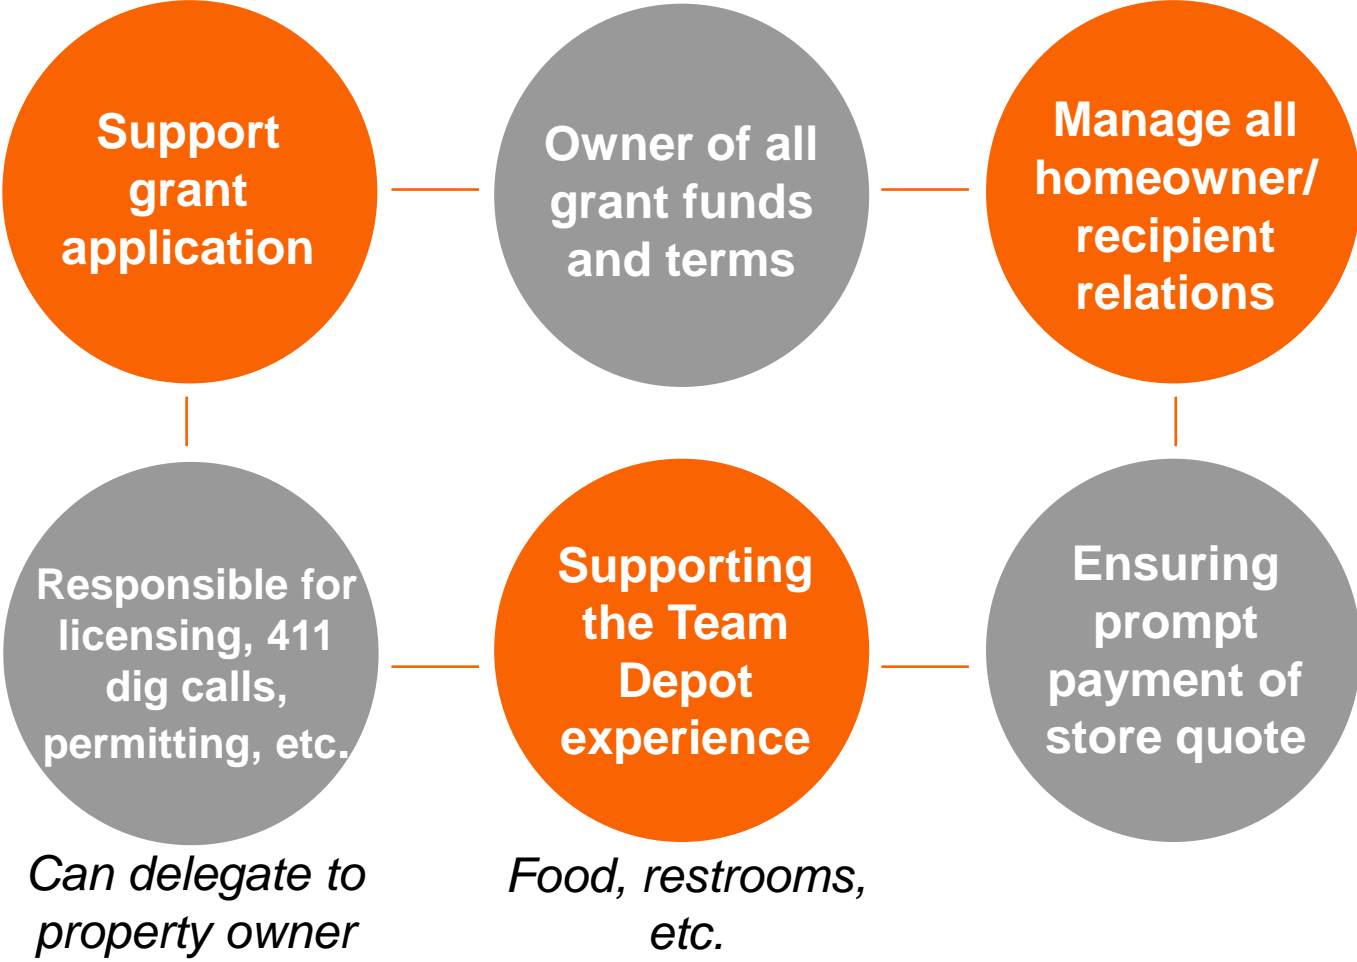 Support
grant
application
Owner of all
grant funds
and terms
Manage all
homeowner/
recipient
relations
Responsible for
licensing, 411
dig calls,
permitting, etc.
Supporting
the Team
Depot
experience
Ensuring
prompt
payment of
store quote
Can delegate to
property owner
Food, restrooms,
etc.